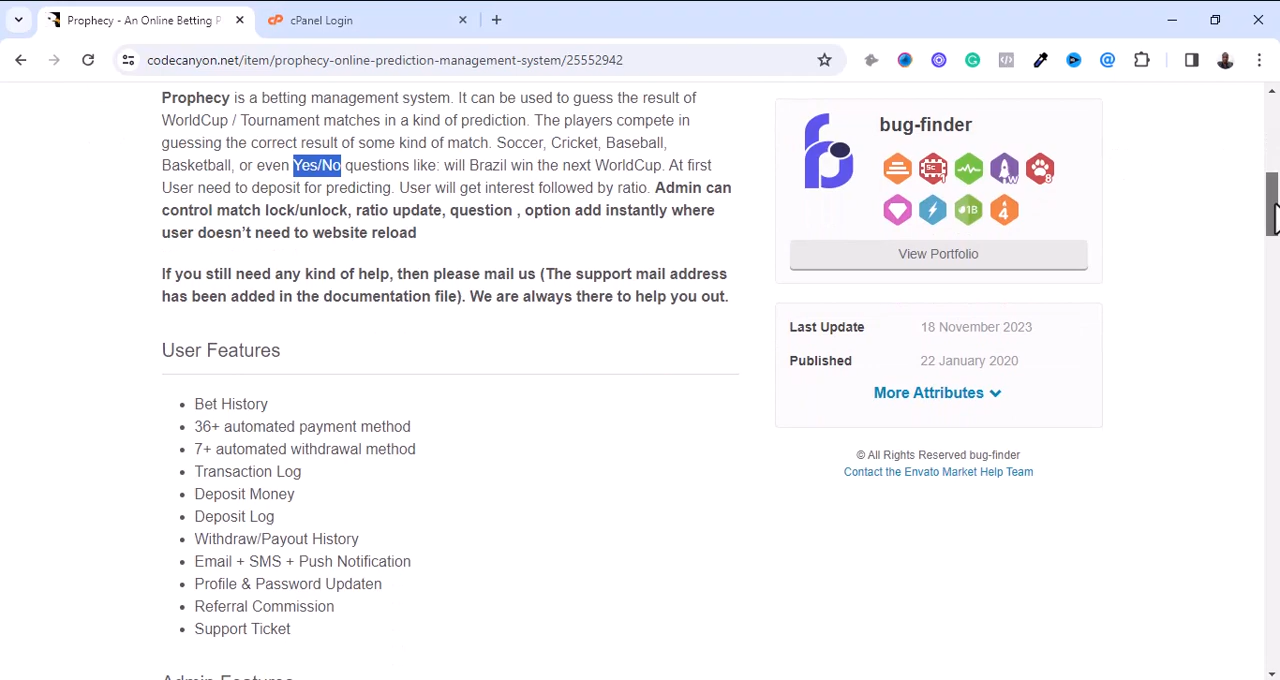 Prophecy - An Online Betting P
cPanel Login
codecanyon.net/item/prophecy-online-prediction-management-system/25552942
Prophecy is a betting management system. It can be used to guess the result of
WorldCup / Tournament matches in a kind of prediction. The players compete in
guessing the correct result of some kind of match. Soccer, Cricket, Baseball,
Basketball, or even Yes/No questions like: will Brazil win the next WorldCup. At first
User need to deposit for predicting. User will get interest followed by ratio. Admin can
control match lock/unlock, ratio update, question , option add instantly where
user doesn’t need to website reload
If you still need any kind of help, then please mail us (The support mail address
has been added in the documentation file). We are always there to help you out.
User Features
Bet History
36+ automated payment method
7+ automated withdrawal method
Transaction Log
Deposit Money
Deposit Log
Withdraw/Payout History
Email + SMS + Push Notification
Profile & Password Updaten
Referral Commission
Support Ticket
Admin Features
bug-finder
View Portfolio
Last Update 18 November 2023
Published 22 January 2020
More Attributes
© All Rights Reserved bug-finder
Contact the Envato Market Help Team